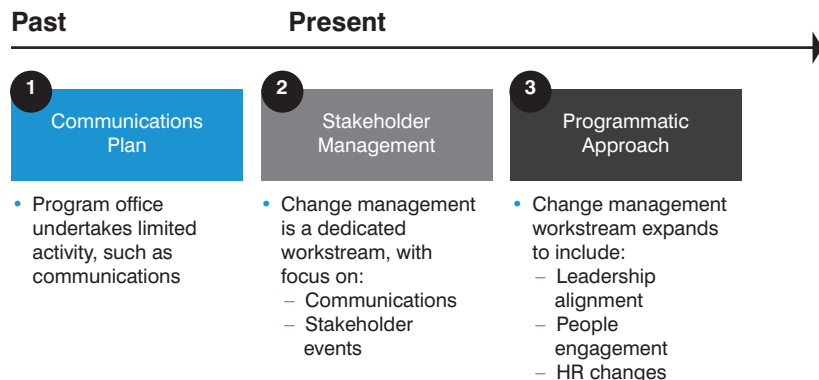 Past
Present
1
Communications
Plan
• Program office
undertakes limited
activity, such as
communications
2
Stakeholder
Management
• Change management
is a dedicated
workstream, with
focus on:
– Communications
– Stakeholder
events
3
Programmatic
Approach
• Change management
workstream expands
to include:
– Leadership
alignment
– People
engagement
– HR changes